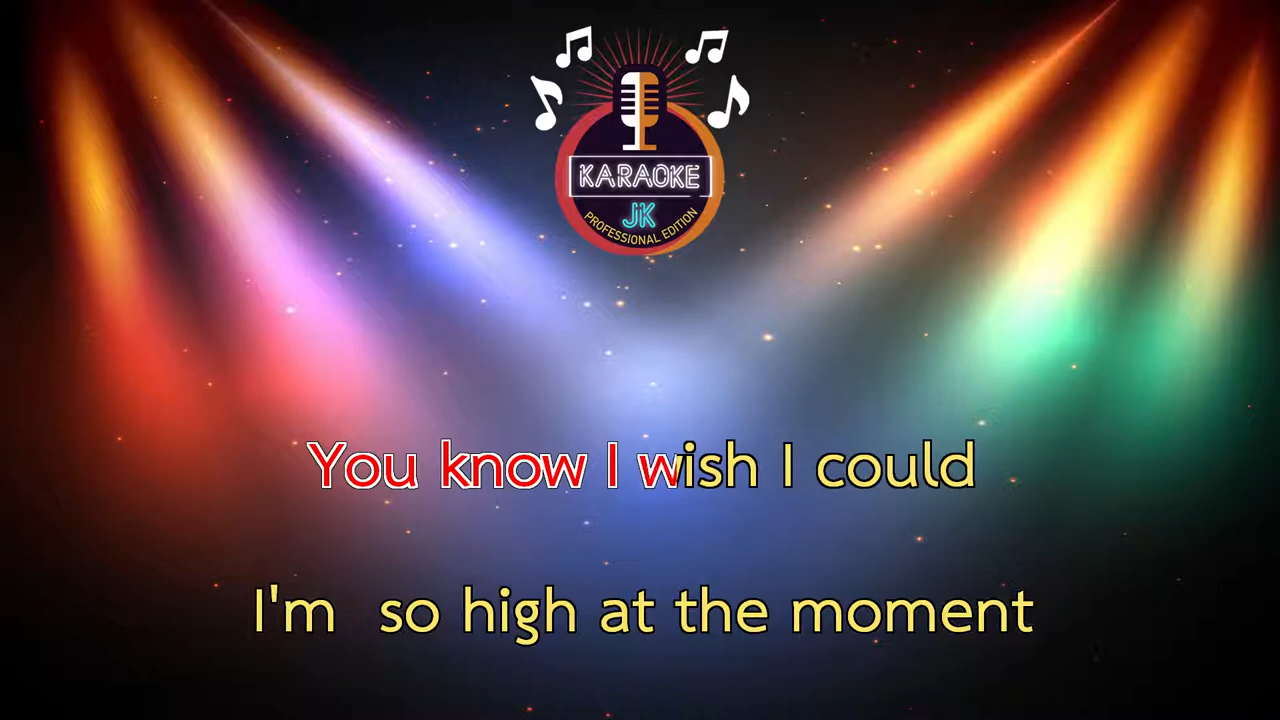 KARAOKE
JK
PROFESSIONAL EDITION
You know I wish I could
I'm so high at the moment